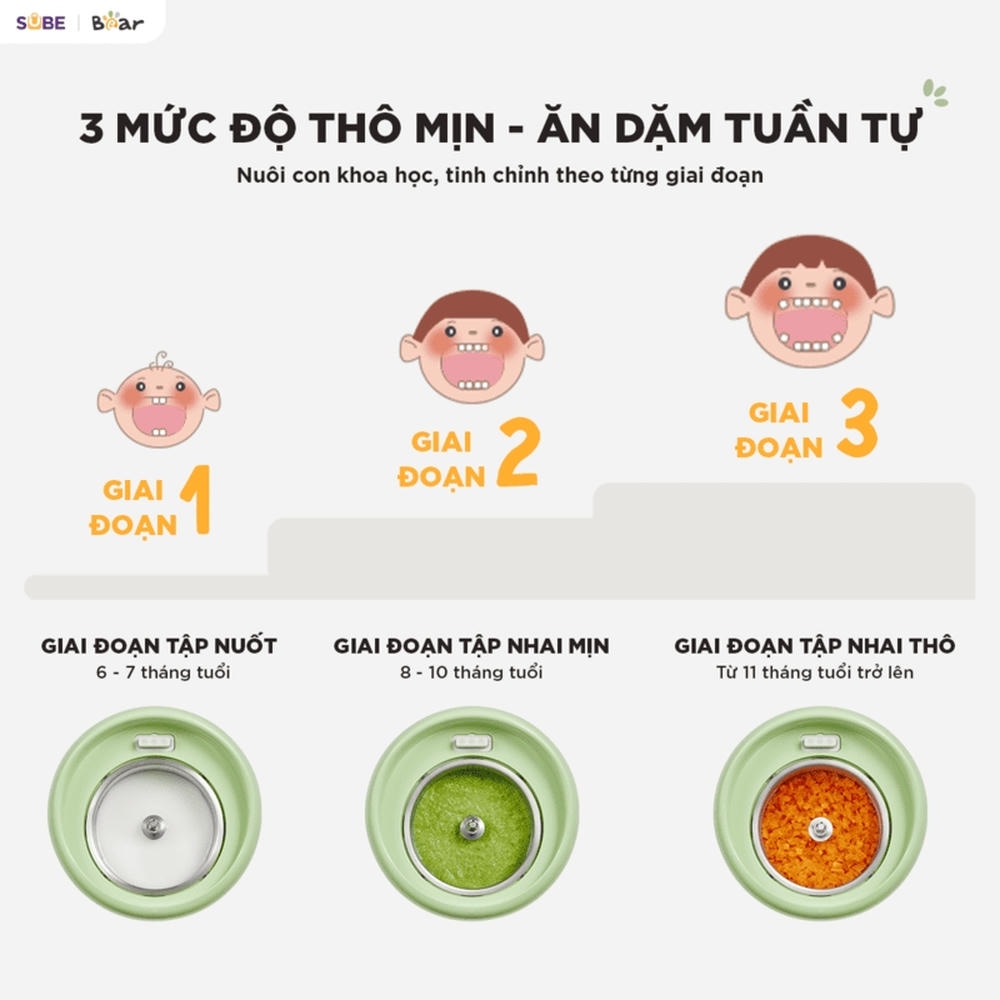 SUBE | Bear
3 MỨC ĐỘ THÔ MỊN - ĂN DẶM TUẦN TỰ
Nuôi con khoa học, tinh chỉnh theo từng giai đoạn
GIAI ĐOẠN 1
GIAI ĐOẠN 2
GIAI ĐOẠN 3
GIAI ĐOẠN TẬP NUỐT
6 - 7 tháng tuổi
GIAI ĐOẠN TẬP NHAI MỊN
8 - 10 tháng tuổi
GIAI ĐOẠN TẬP NHAI THÔ
Từ 11 tháng tuổi trở lên